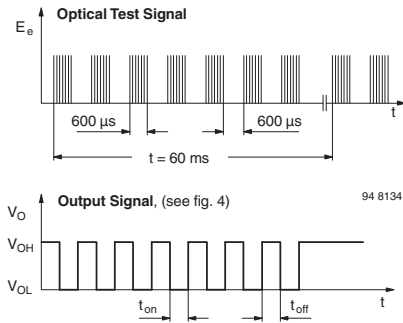 Optical Test Signal
Ee
t
600 µs
600 µs
t = 60 ms
94 8134
Output Signal, (see fig. 4)
VO
VOH
VOL
t
ton
toff